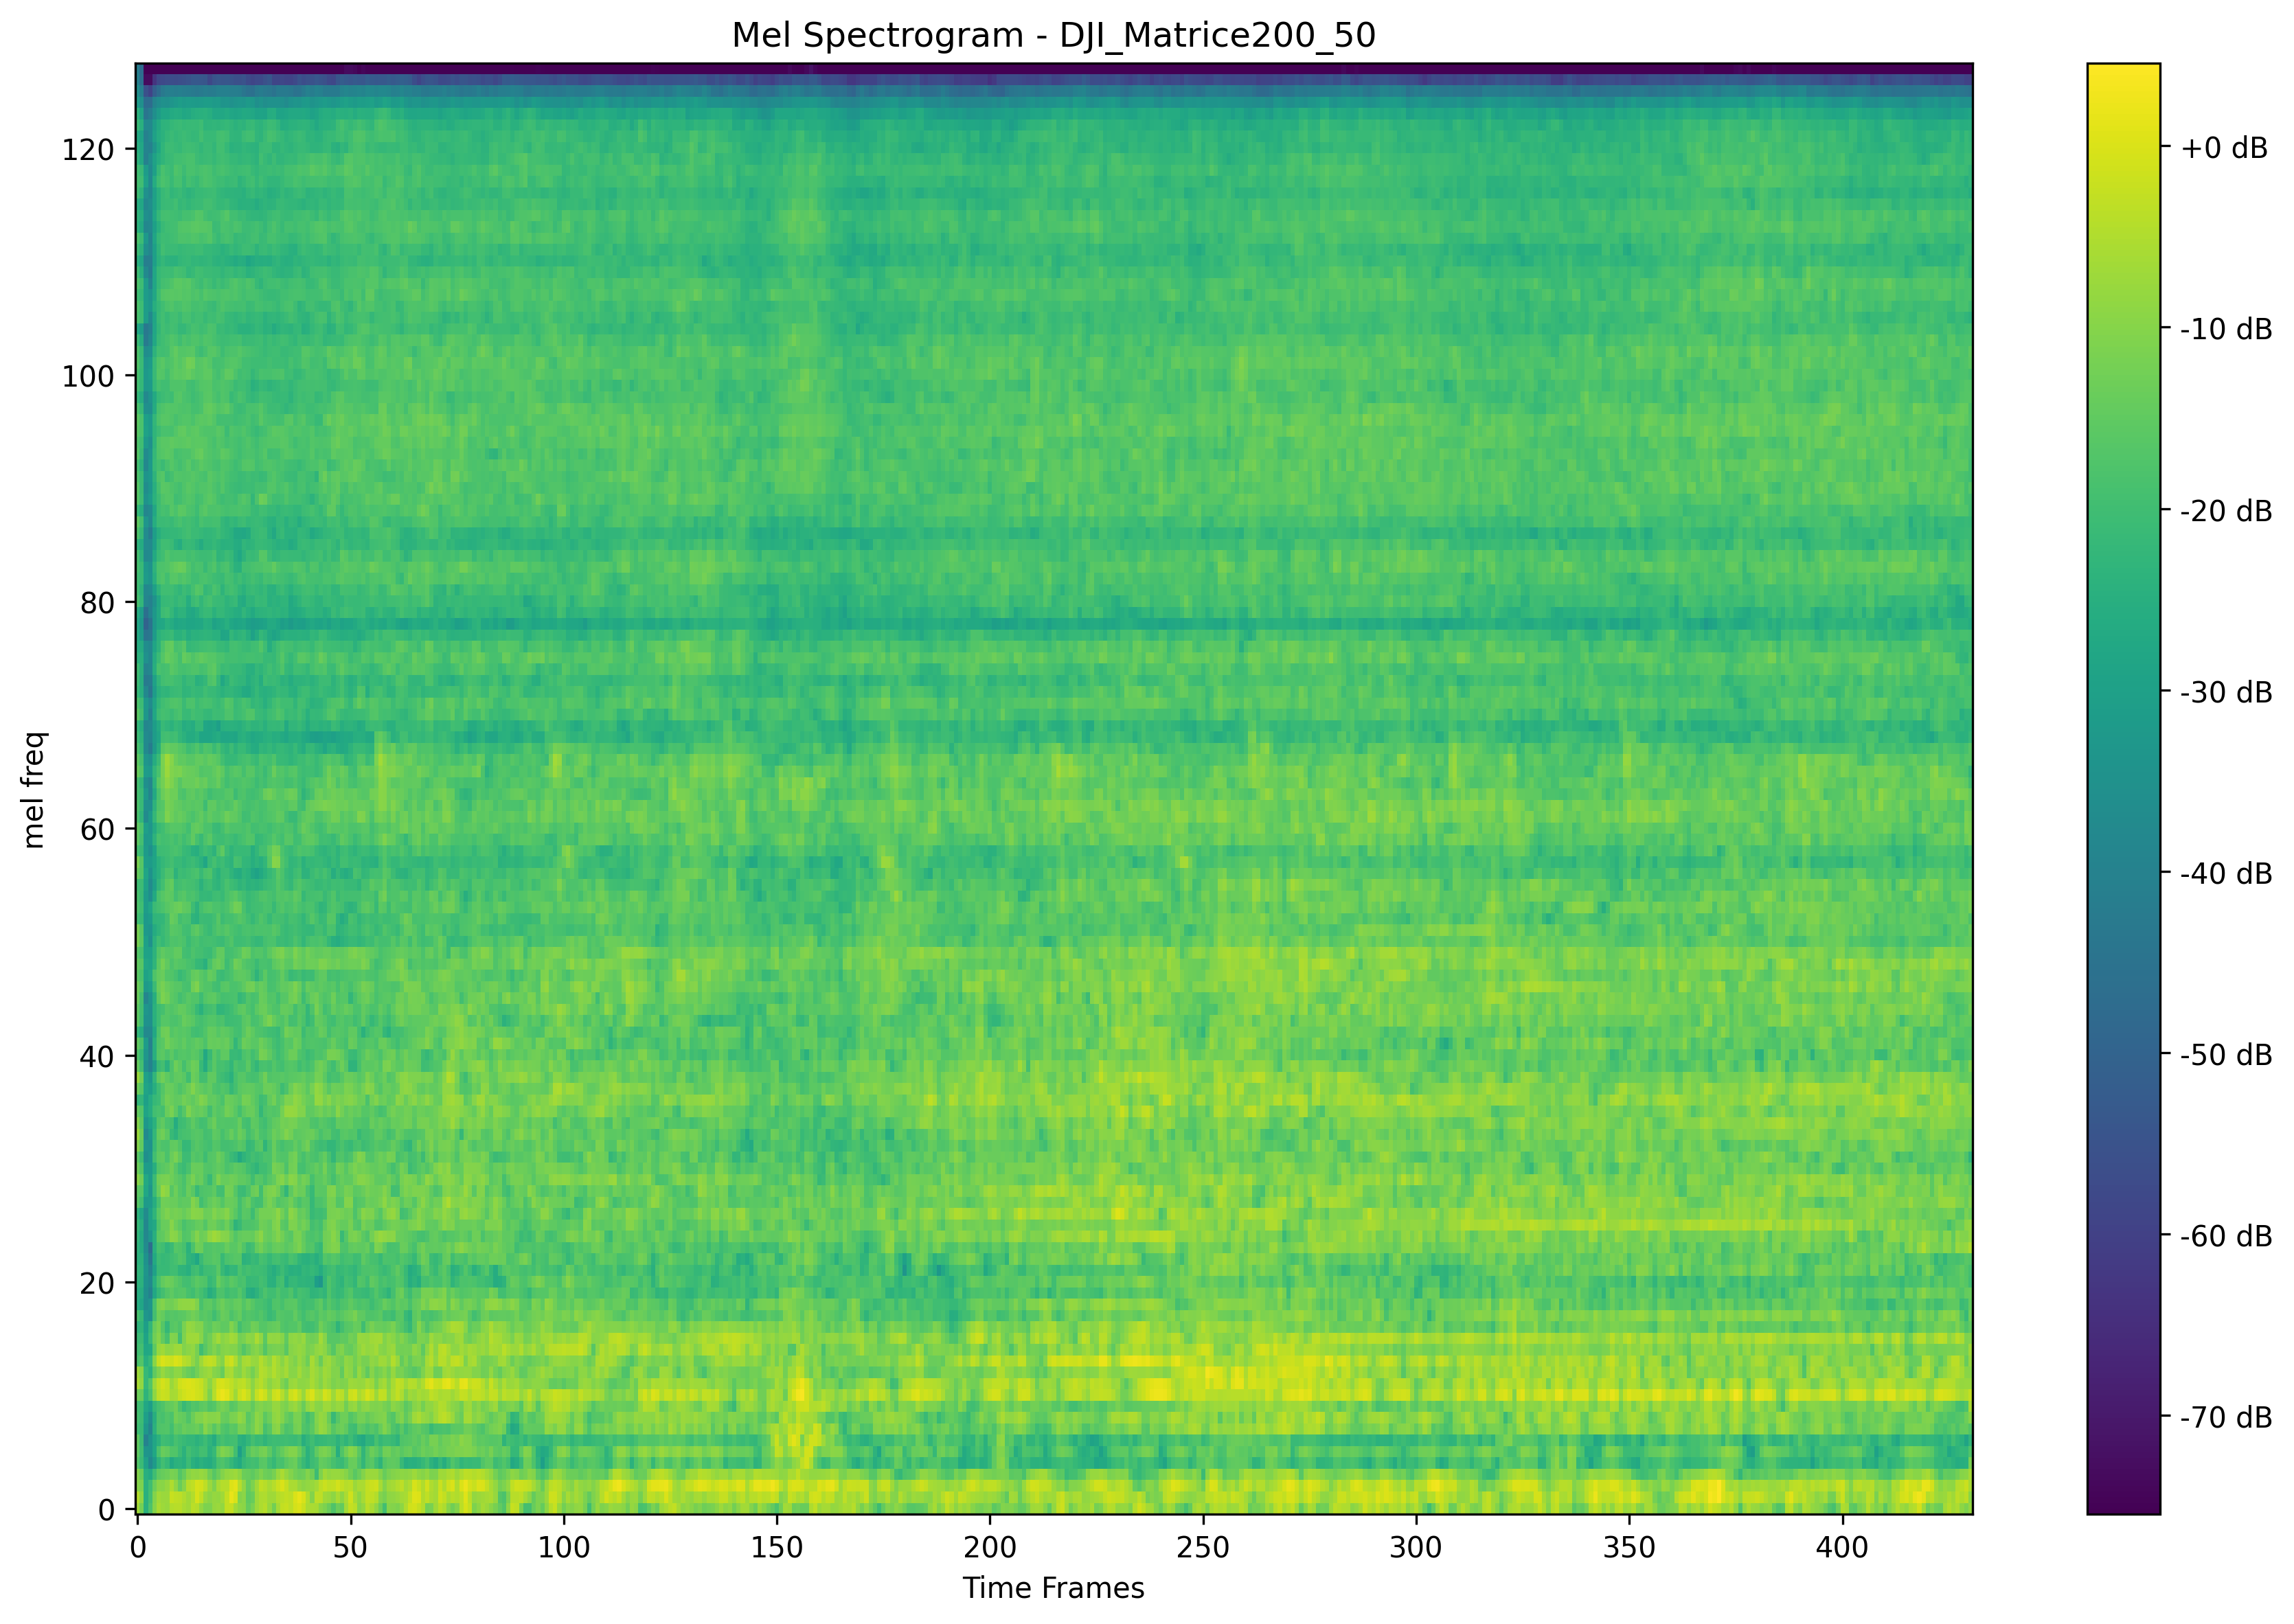 Mel Spectrogram - DJI_Matrice200_50
mel freq
120
100
80
60
40
20
0
0 50 100 150 200 250 300 350 400
Time Frames
+0 dB
-10 dB
-20 dB
-30 dB
-40 dB
-50 dB
-60 dB
-70 dB